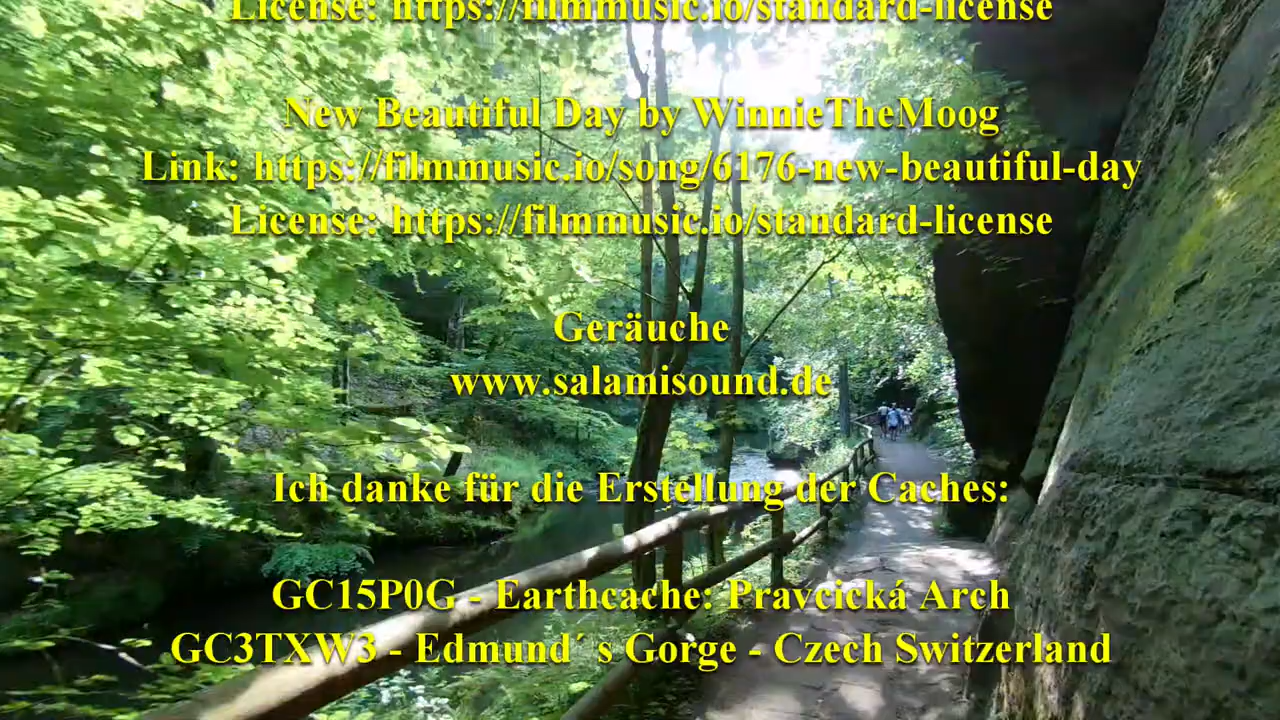 License: https://filmmusic.io/standard-license
New Beautiful Day by WinnieTheMoog
Link: https://filmmusic.io/song/6176-new-beautiful-day
License: https://filmmusic.io/standard-license
Geräuche
www.salamisound.de
Ich danke für die Erstellung der Caches:
GC15P0G - Earthcache: Pravcická Arch
GC3TXW3 - Edmund´ s Gorge - Czech Switzerland